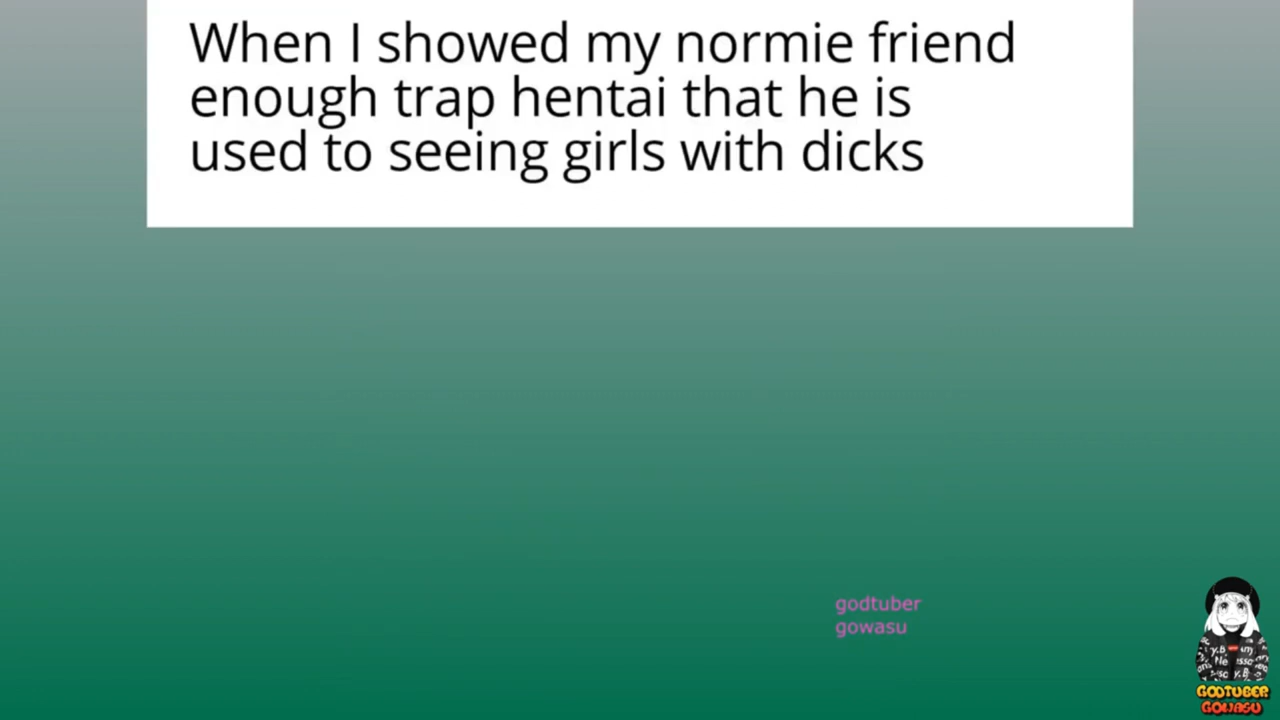 When I showed my normie friend
enough trap hentai that he is
used to seeing girls with dicks
godtuber
gowasu
GODTUBER
GOWASU